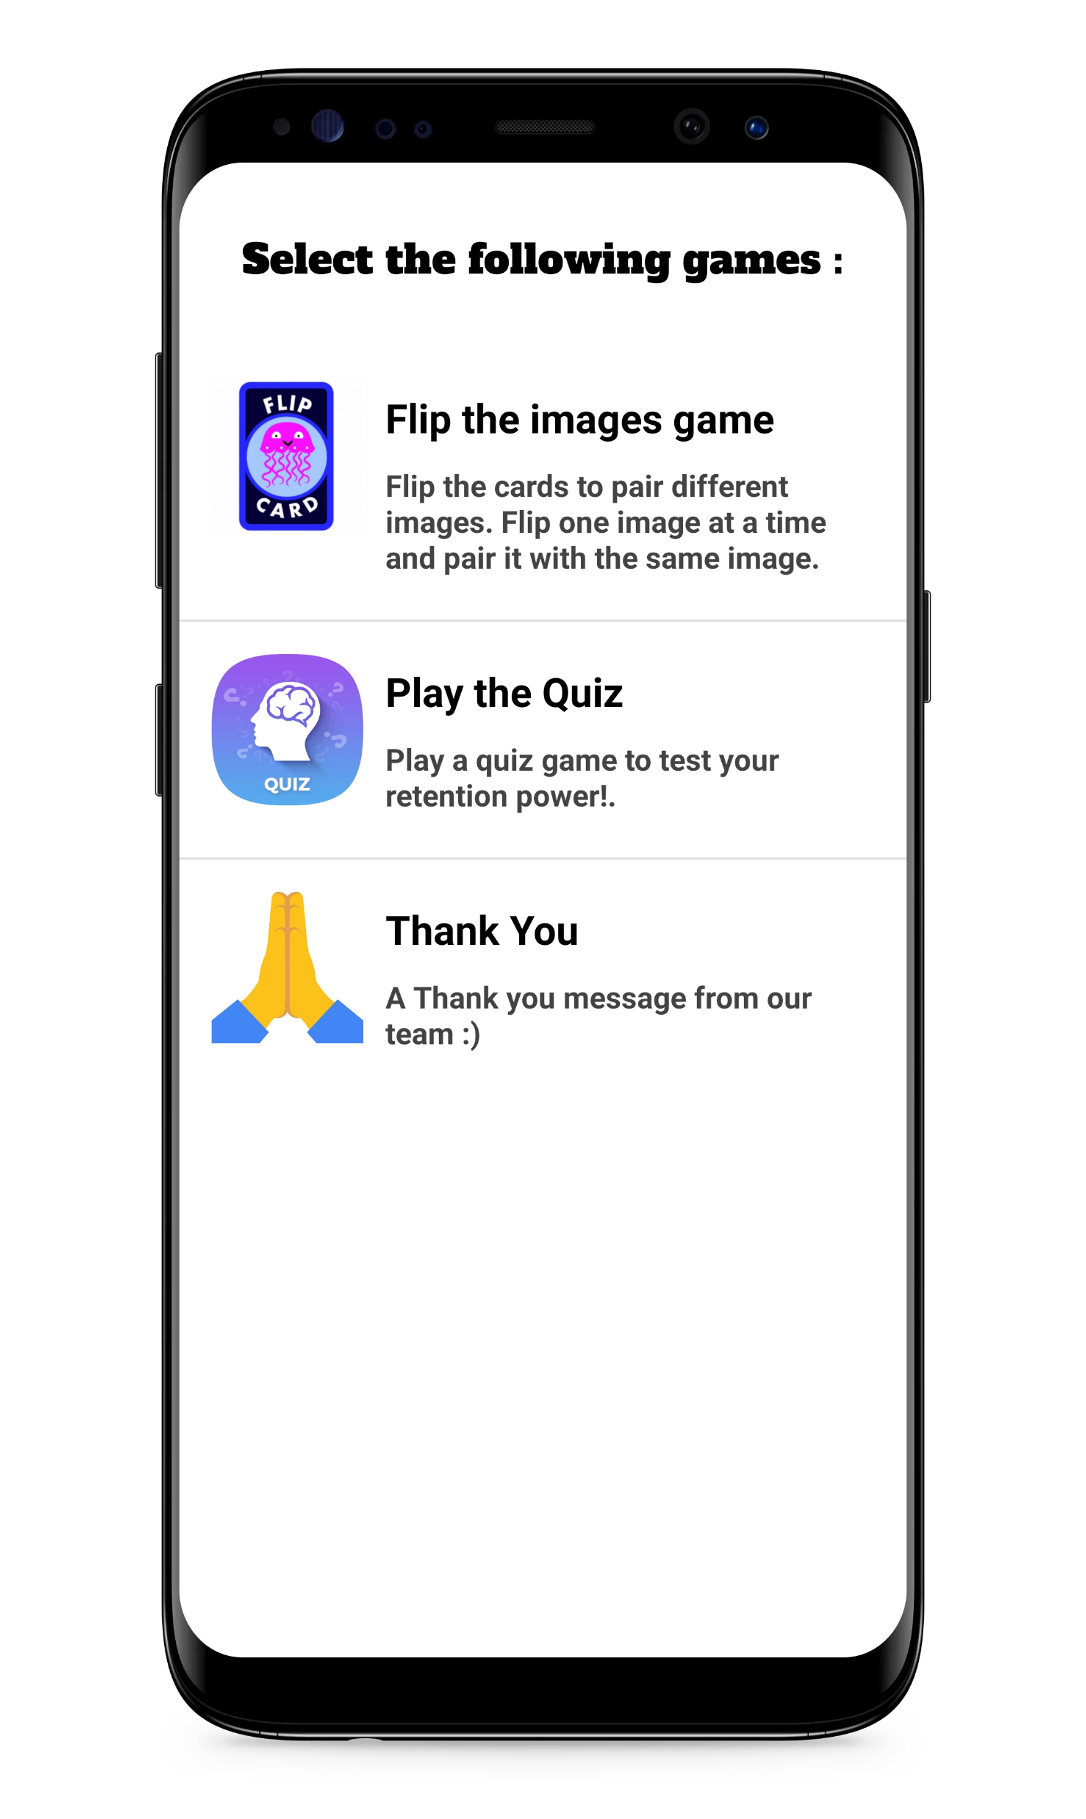 Select the following games :
FLIP
CARD
Flip the images game
Flip the cards to pair different
images. Flip one image at a time
and pair it with the same image.
QUIZ
Play the Quiz
Play a quiz game to test your
retention power!.
Thank You
A Thank you message from our
team :)